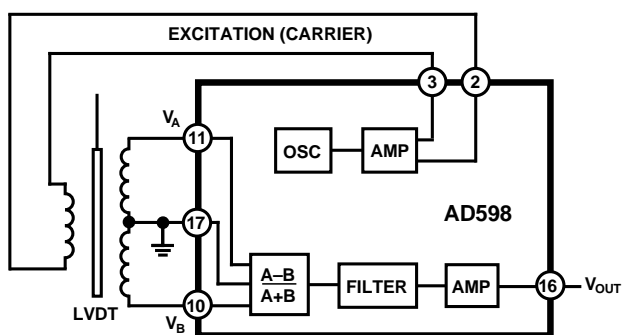 EXCITATION (CARRIER)
3
2
VA
11
OSC
AMP
17
AD598
A–B
A+B
FILTER
AMP
16
VOUT
10
LVDT
VB